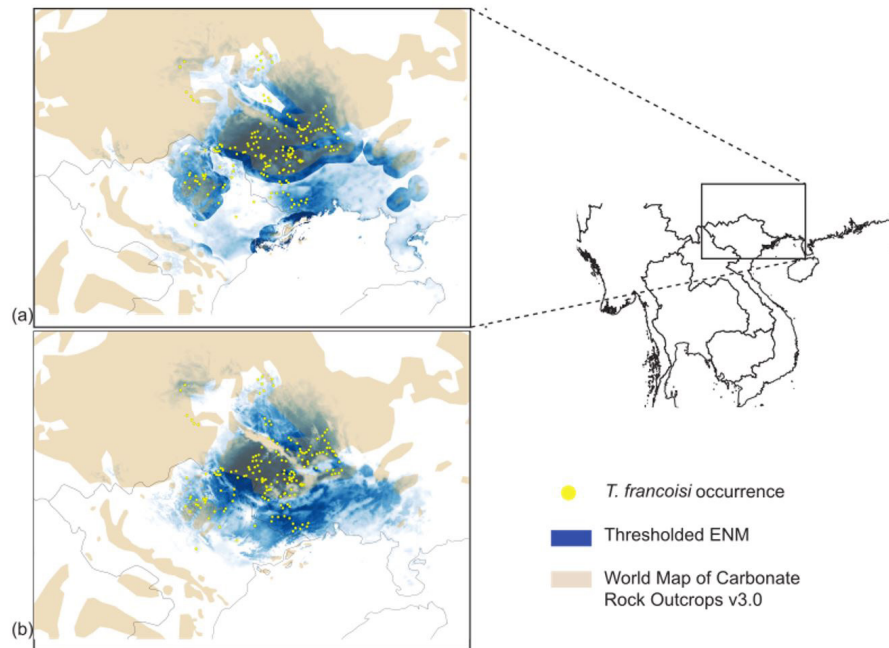 (a)
(b)
T. francoisi occurrence
Thresholded ENM
World Map of Carbonate
Rock Outcrops v3.0